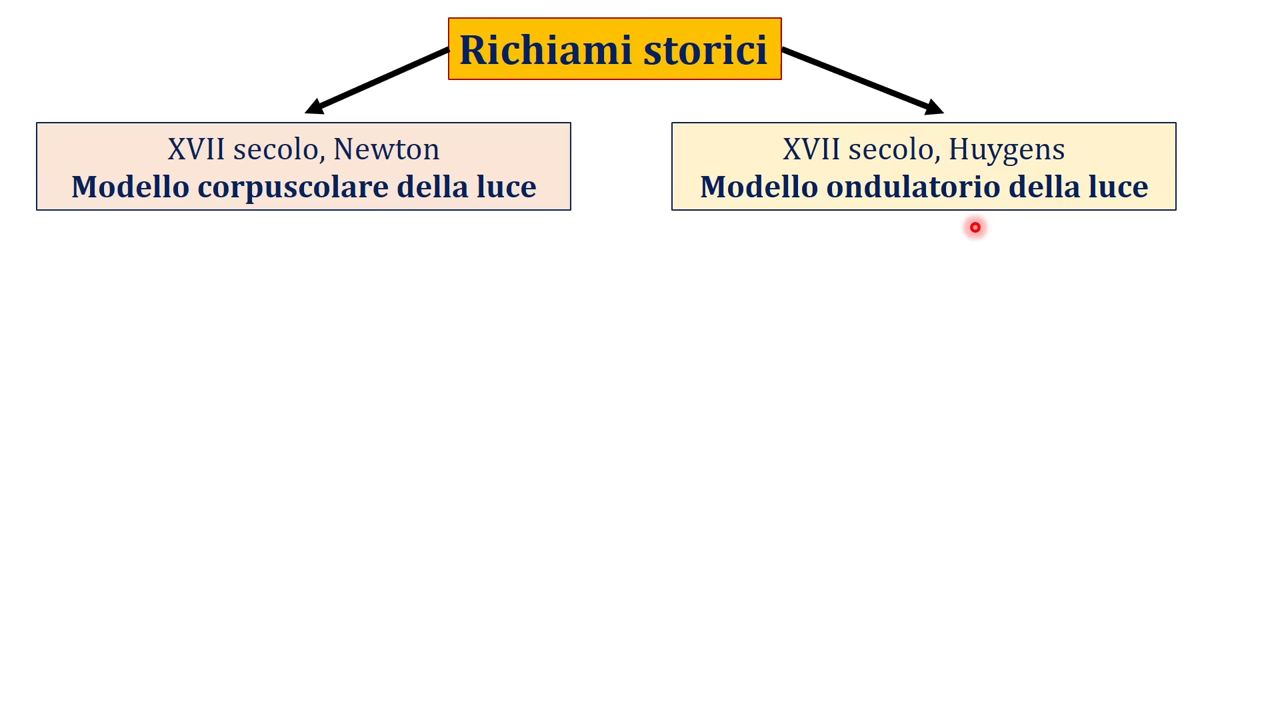 Richiami storici
XVII secolo, Newton
Modello corpuscolare della luce
XVII secolo, Huygens
Modello ondulatorio della luce